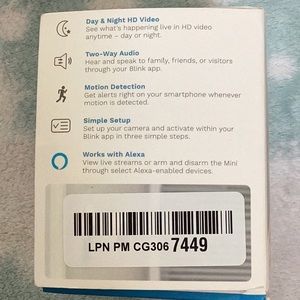 Day & Night HD Video
See what's happening live in HD video
anytime – day or night.
Two-Way Audio
Hear and speak to family, friends, or visitors
through your Blink app.
Motion Detection
Get alerts right on your smartphone whenever
motion is detected.
Simple Setup
Set up your camera and activate within your
Blink app in three simple steps.
Works with Alexa
View live streams or arm and disarm the Mini
through select Alexa-enabled devices.
LPN PM CG306 7449